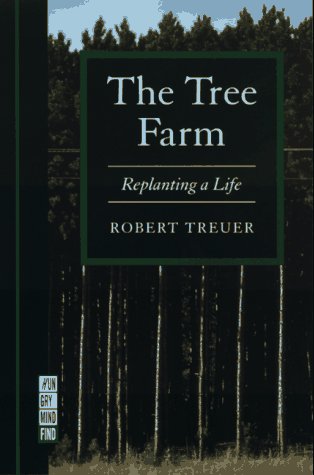 The Tree
Farm
Replanting a Life
ROBERT TREUER
HUN
GRY
MIND
FIND